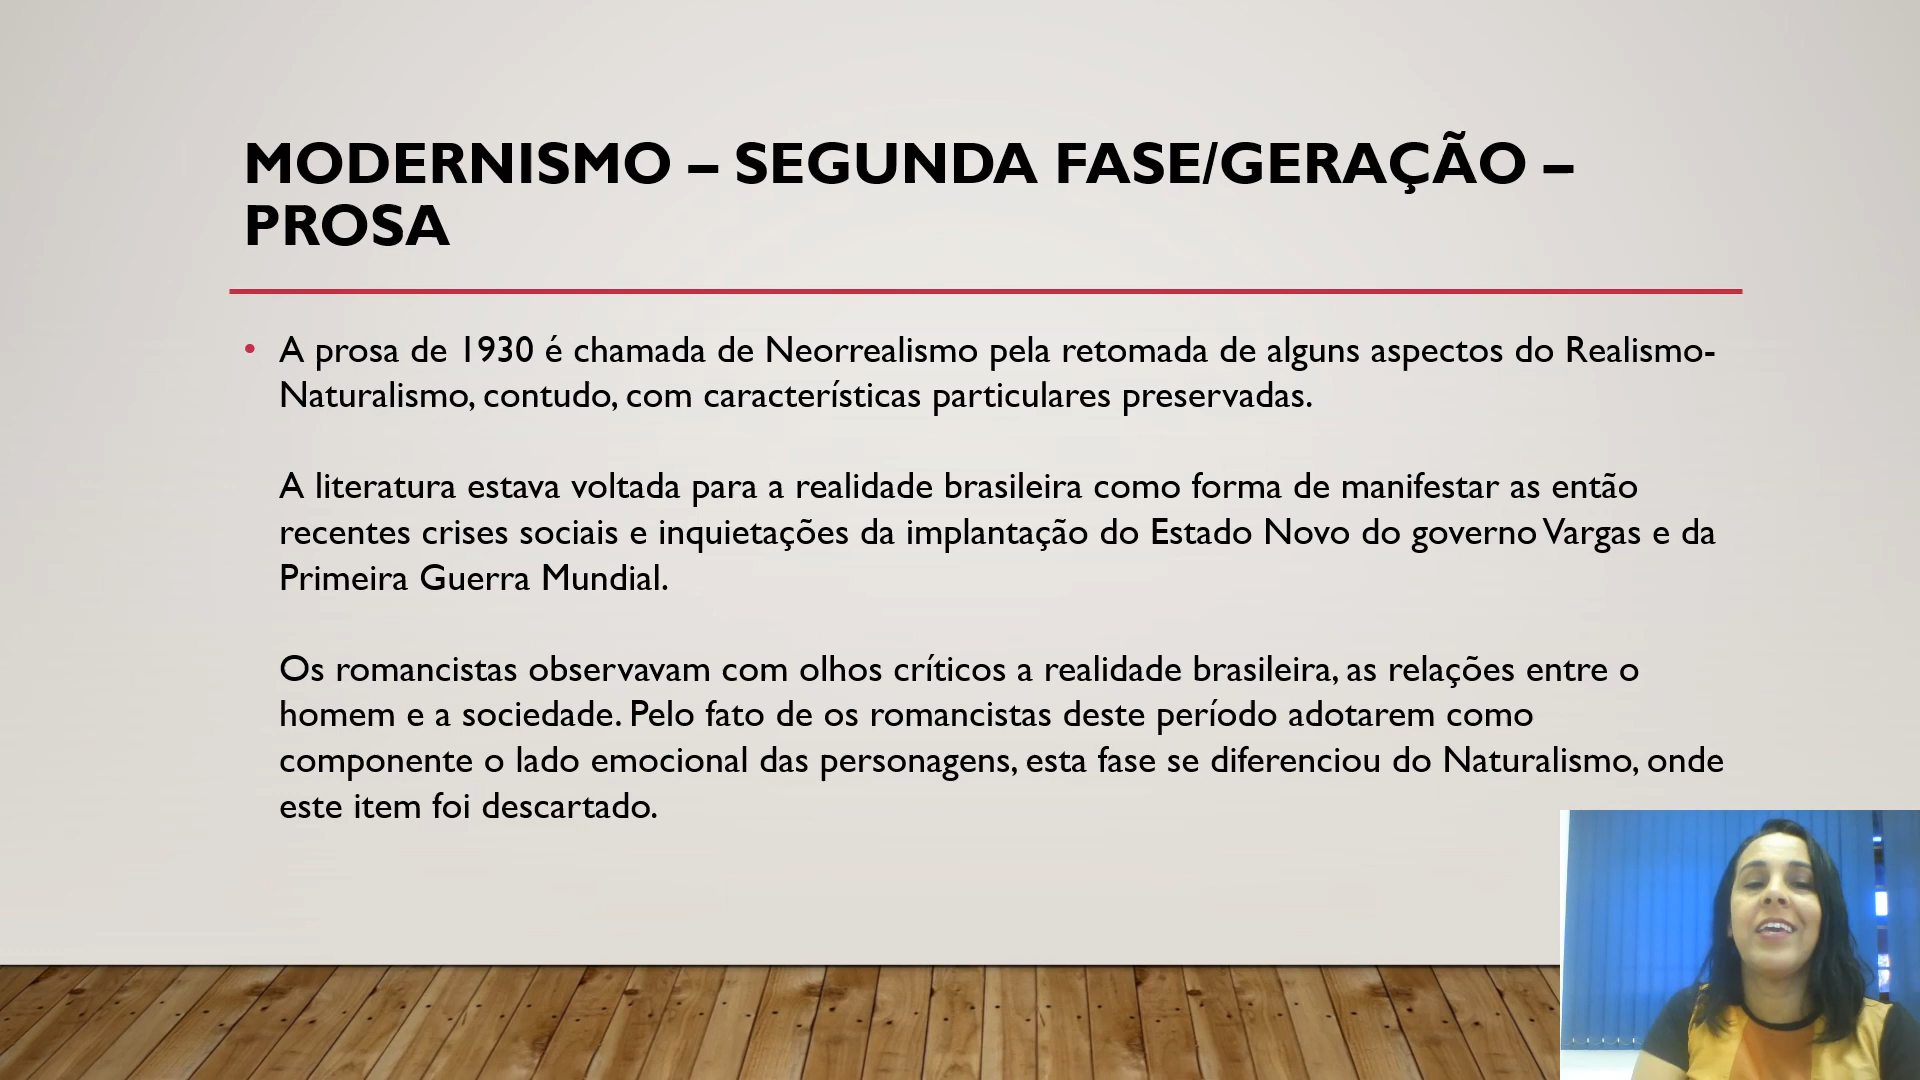 MODERNISMO – SEGUNDA FASE/GERAÇÃO –
PROSA
• A prosa de 1930 é chamada de Neorrealismo pela retomada de alguns aspectos do Realismo-
Naturalismo, contudo, com características particulares preservadas.
A literatura estava voltada para a realidade brasileira como forma de manifestar as então
recentes crises sociais e inquietações da implantação do Estado Novo do governo Vargas e da
Primeira Guerra Mundial.
Os romancistas observavam com olhos críticos a realidade brasileira, as relações entre o
homem e a sociedade. Pelo fato de os romancistas deste período adotarem como
componente o lado emocional das personagens, esta fase se diferenciou do Naturalismo, onde
este item foi descartado.